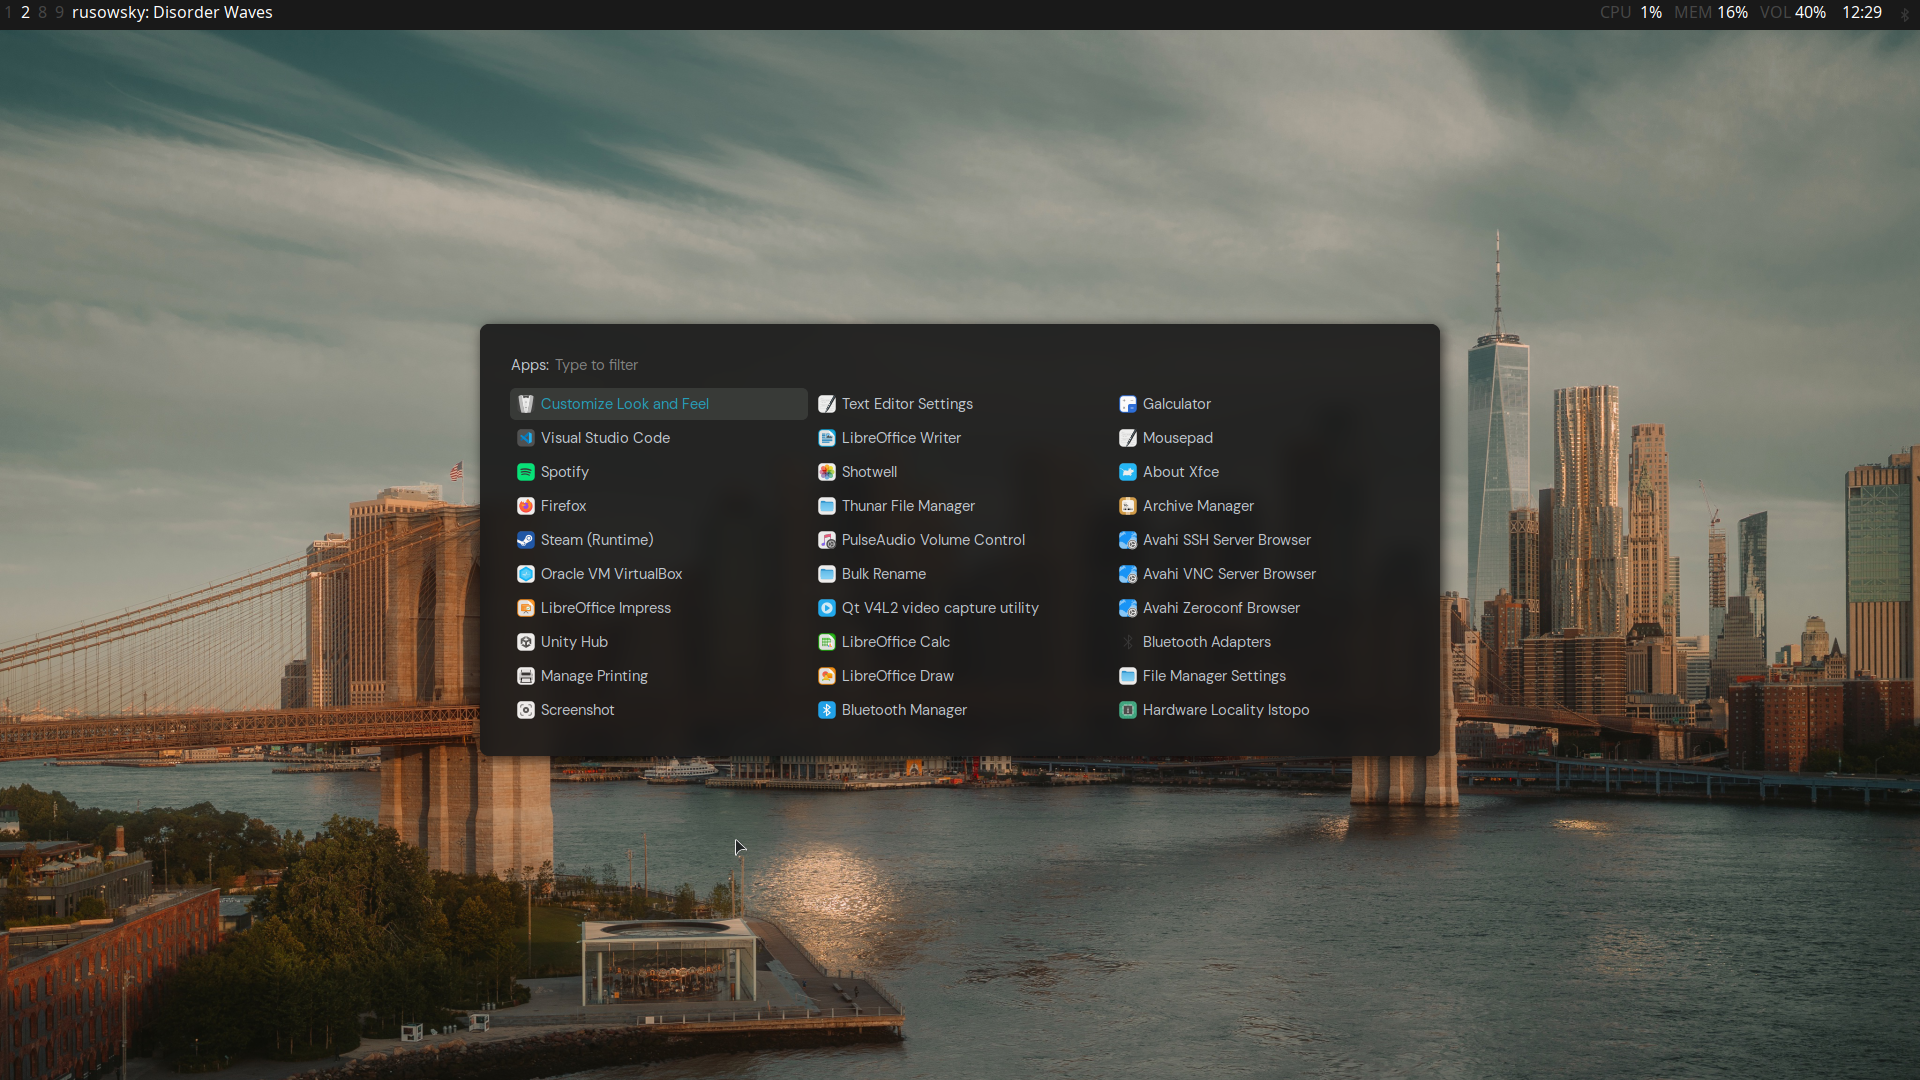 1 2 8 9 rusowsky: Disorder Waves
CPU 1% MEM 16% VOL 40% 12:29
Apps: Type to filter
Customize Look and Feel
Visual Studio Code
Spotify
Firefox
Steam (Runtime)
Oracle VM VirtualBox
LibreOffice Impress
Unity Hub
Manage Printing
Screenshot
Text Editor Settings
LibreOffice Writer
Shotwell
Thunar File Manager
PulseAudio Volume Control
Bulk Rename
Qt V4L2 video capture utility
LibreOffice Calc
LibreOffice Draw
Bluetooth Manager
Galculator
Mousepad
About Xfce
Archive Manager
Avahi SSH Server Browser
Avahi VNC Server Browser
Avahi Zeroconf Browser
Bluetooth Adapters
File Manager Settings
Hardware Locality lstopo